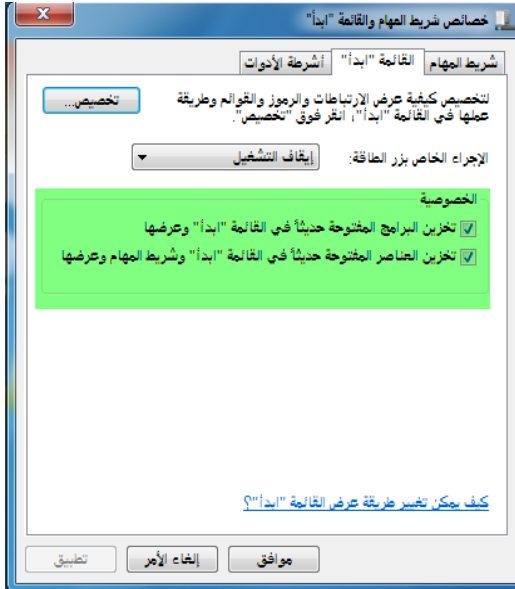 خصائص شريط المهام والقائمة "ابدأ"
شريط المهام
القائمة "ابدأ"
أشرطة الأدوات
لتخصيص كيفية عرض الارتباطات والرموز والقوائم وطريقة
عملها في القائمة "ابدأ"، انقر فوق "تخصيص".
تخصيص...
الإجراء الخاص بزر الطاقة:
إيقاف التشغيل
الخصوصية
تخزين البرامج المفتوحة حديثاً في القائمة "ابدأ" وعرضها
تخزين العناصر المفتوحة حديثاً في القائمة "ابدأ" وشريط المهام وعرضها
كيف يمكن تغيير طريقة عرض القائمة "ابدأ"؟
موافق
إلغاء الأمر
تطبيق